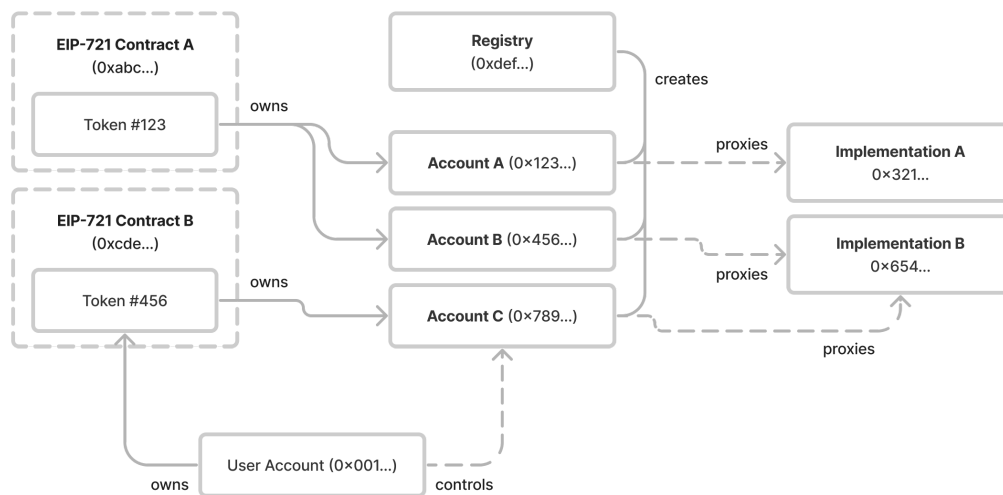 EIP-721 Contract A
(0xabc...)
Token #123
owns
Registry
(0xdef...)
creates
Account A (0×123...)
proxies
Implementation A
0×321...
EIP-721 Contract B
(0xcde...)
Token #456
owns
Account B (0×456...)
proxies
Implementation B
0×654...
Account C (0×789...)
proxies
User Account (0×001...)
owns
controls